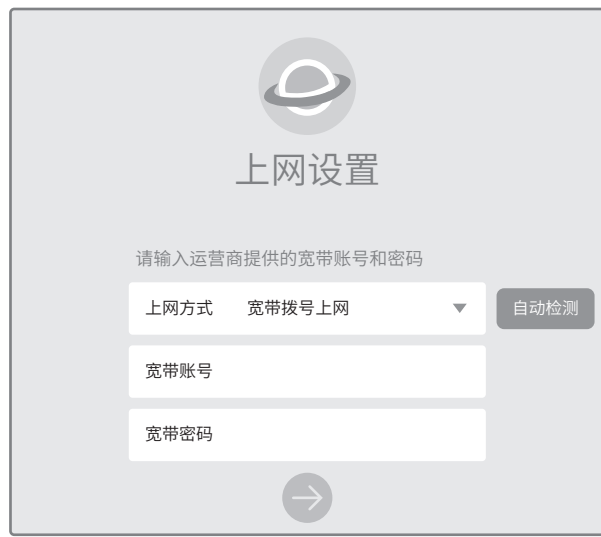 上网设置
请输入运营商提供的宽带账号和密码
上网方式 宽带拨号上网 自动检测
宽带账号
宽带密码